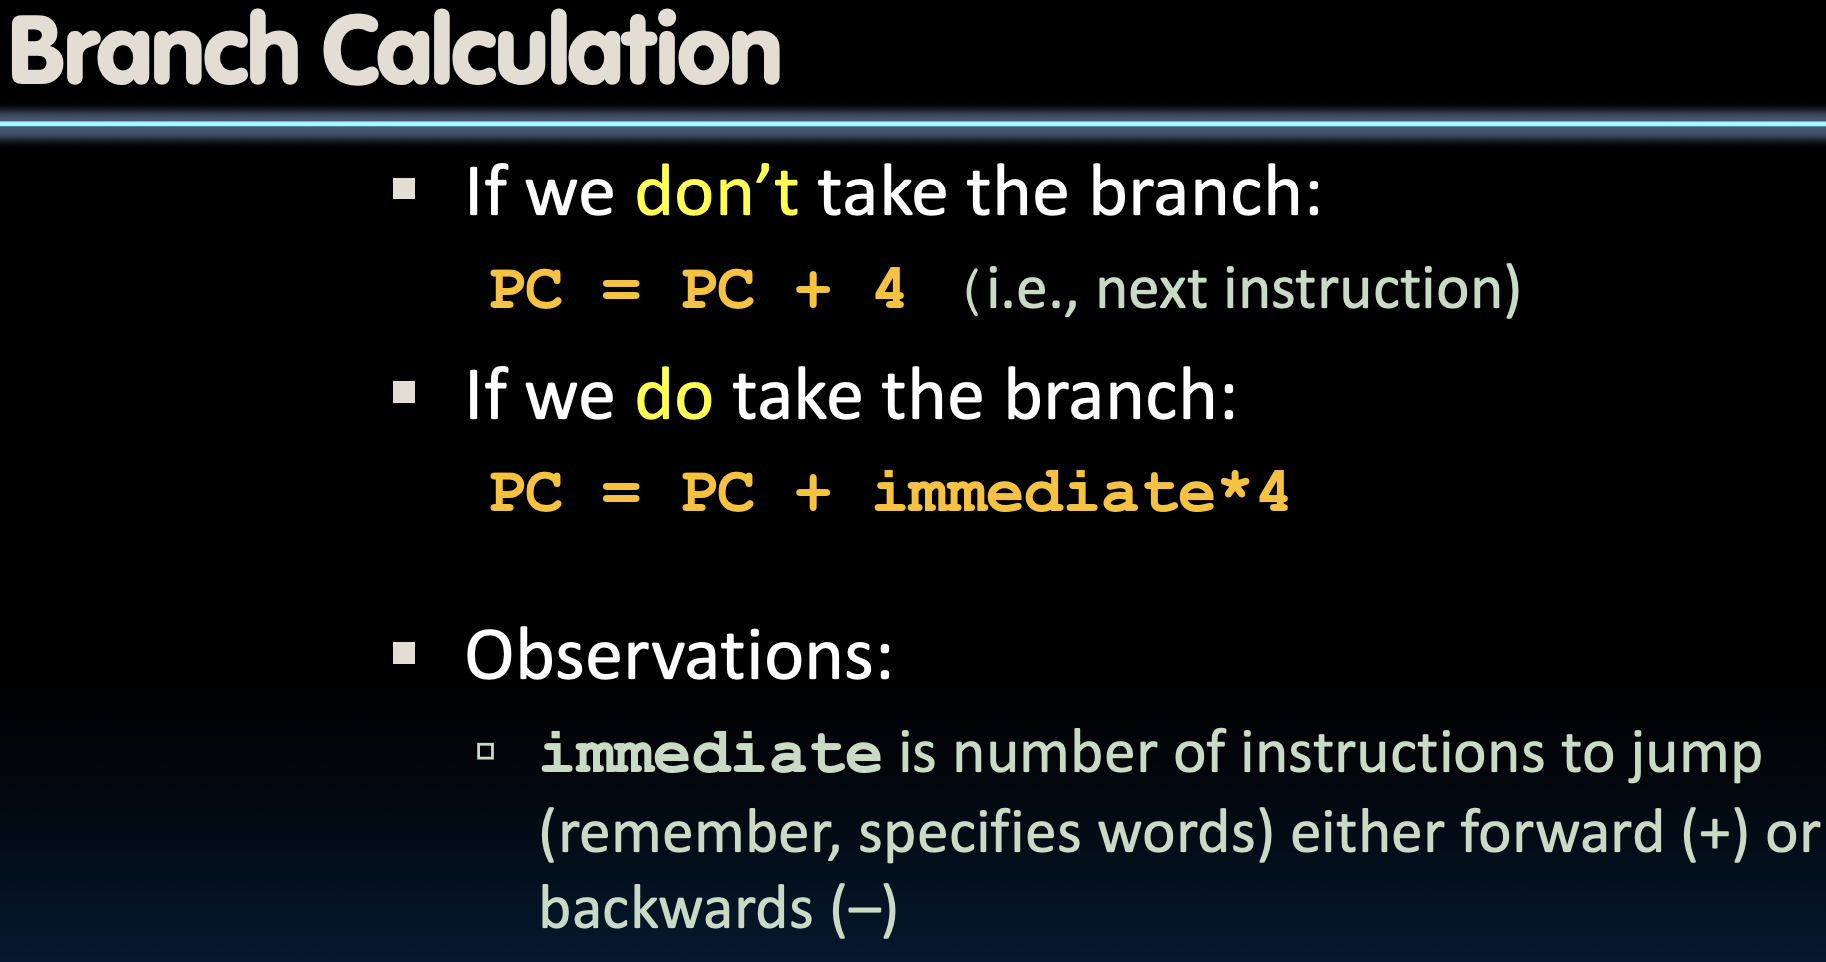 Branch Calculation
If we don’t take the branch:
PC = PC + 4 (i.e., next instruction)
If we do take the branch:
PC = PC + immediate*4
Observations:
immediate is number of instructions to jump
(remember, specifies words) either forward (+) or
backwards (–)